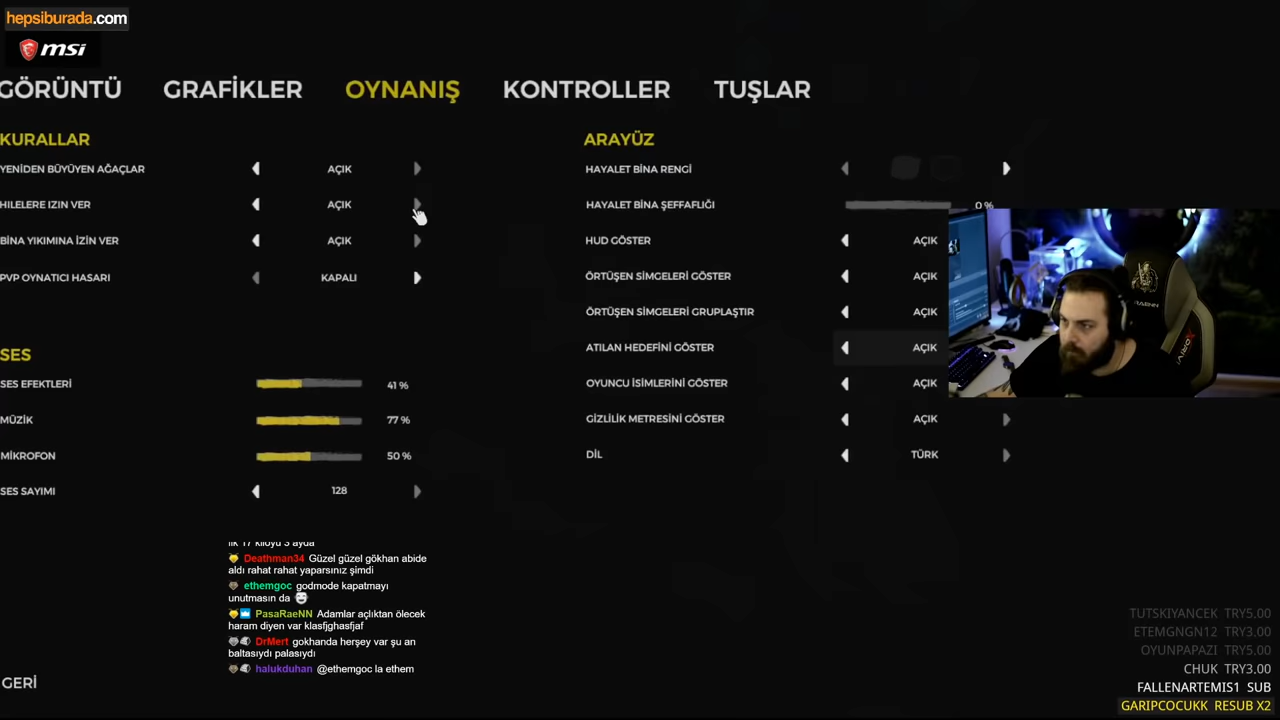 hepsiburada.com
msi
GÖRÜNTÜ GRAFİKLER OYNANIŞ KONTROLLER TUŞLAR
KURALLAR
YENİDEN BÜYÜYEN AĞAÇLAR AÇIK
HILELERE IZIN VER AÇIK
BİNA YIKIMINA İZİN VER AÇIK
PVP OYNATICI HASARI KAPALI
SES
SES EFEKTLERİ 41 %
MÜZİK 77 %
MİKROFON 50 %
SES SAYIMI 128
ARAYÜZ
HAYALET BİNA RENGİ
HAYALET BİNA ŞEFFAFLIĞI 0 %
HUD GÖSTER AÇIK
ÖRTÜŞEN SİMGELERİ GÖSTER AÇIK
ÖRTÜŞEN SİMGELERİ GRUPLAŞTIR AÇIK
ATILAN HEDEFİNİ GÖSTER AÇIK
OYUNCU İSİMLERİNİ GÖSTER AÇIK
GİZLİLİK METRESİNİ GÖSTER AÇIK
DİL TÜRK
ilk 17 kiloyu 3 ayda
Deathman34 Güzel güzel gökhan abide
aldı rahat rahat yaparsınız şimdi
ethemgoc godmode kapatmayı
unutmasın da
PasaRaeNN Adamlar açlıktan ölecek
haram diyen var klasfjghasfjaf
DrMert gokhanda herşey var şu an
baltasıydı palasıydı
halukduhan @ethemgoc la ethem
GERİ
TUTSKIYANCEK TRY5.00
ETEMGNGN12 TRY3.00
OYUNPAPAZI TRY5.00
CHUK TRY3.00
FALLENARTEMIS1 SUB
GARIPCOCUKK RESUB X2